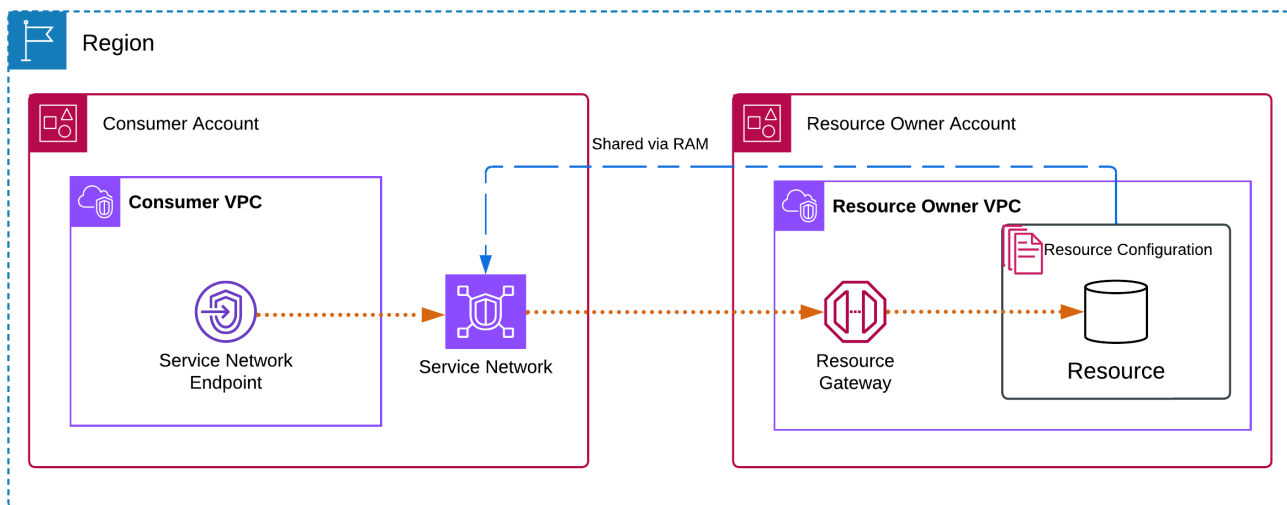 Region
Consumer Account
Shared via RAM
Resource Owner Account
Consumer VPC
Resource Owner VPC
Resource Configuration
Service Network
Endpoint
Service Network
Resource
Gateway
Resource